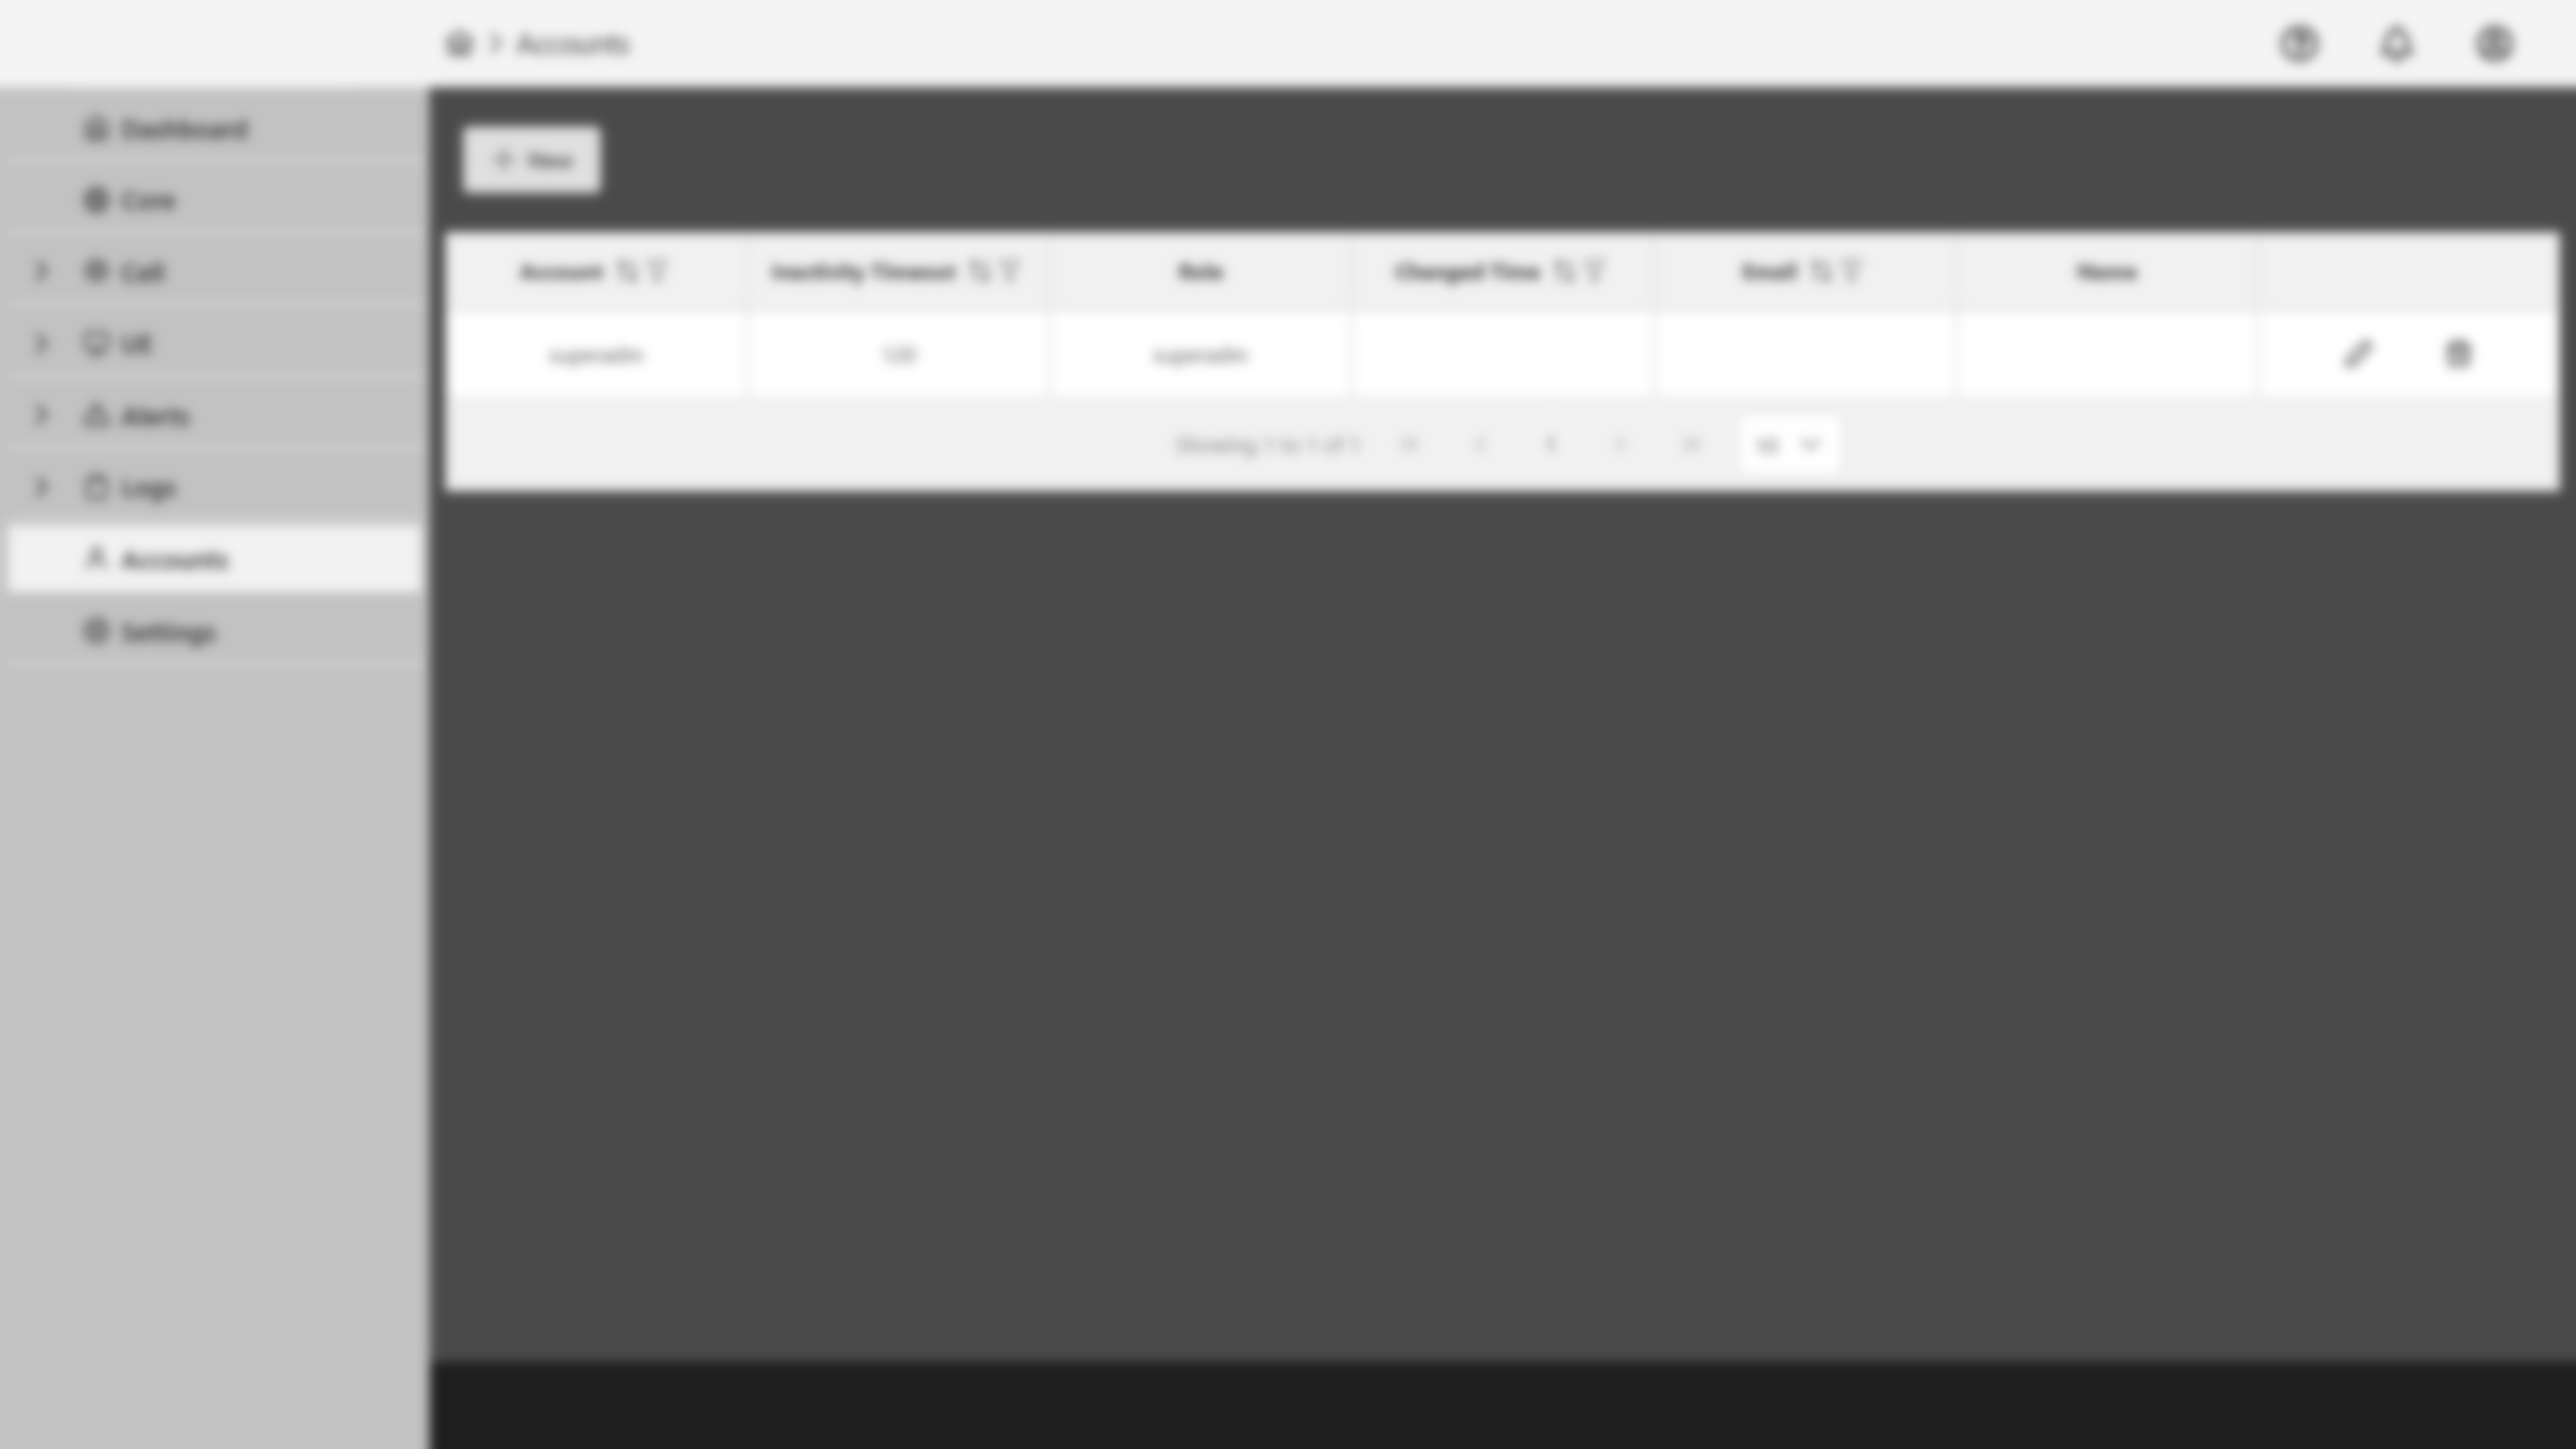 Accounts
Dashboard
Core
Call
UE
Alerts
Logs
Accounts
Settings
New
Account Inactivity Timeout Role Changed Time Email Name
superadm 120 superadm
Showing 1 to 1 of 1 1 10